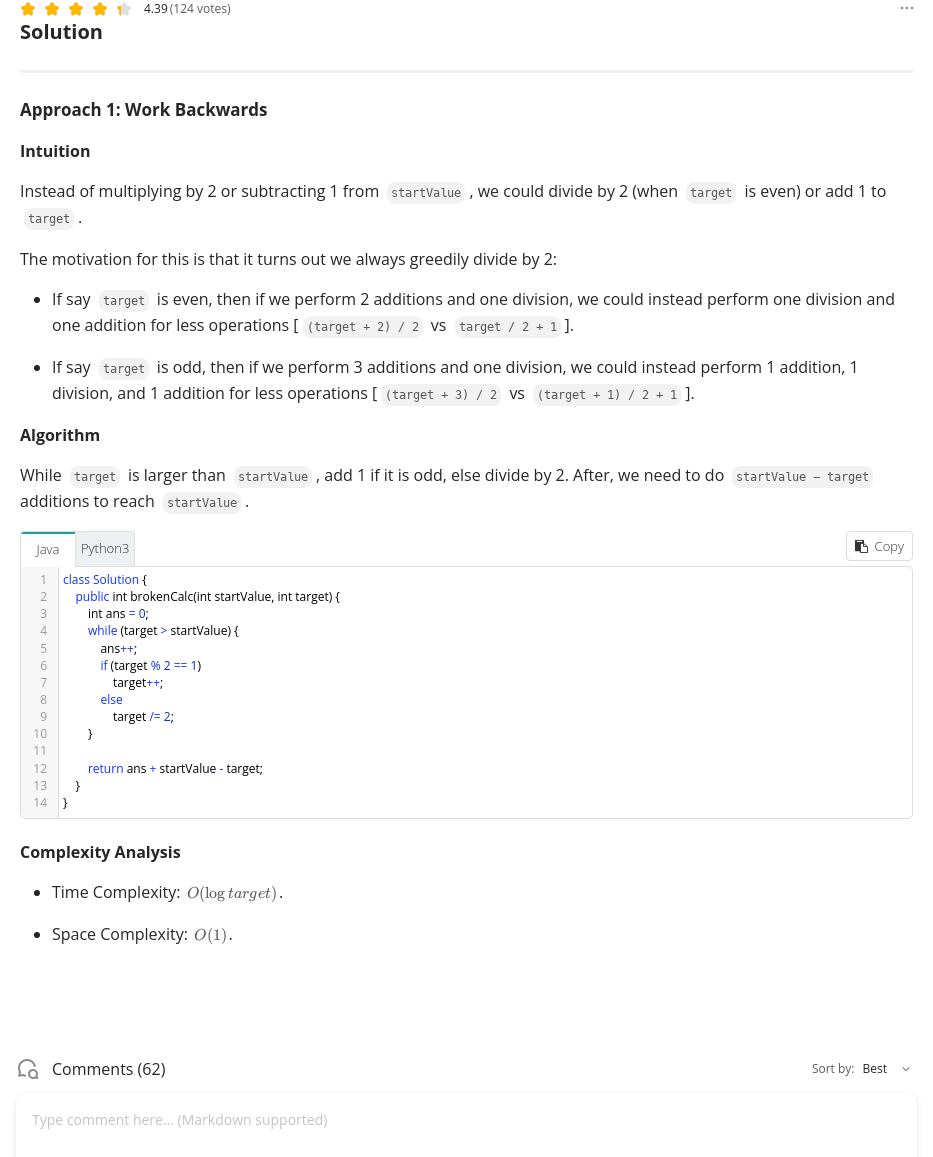 4.39 (124 votes)
Solution
Approach 1: Work Backwards
Intuition
Instead of multiplying by 2 or subtracting 1 from startValue , we could divide by 2 (when target is even) or add 1 to
target .
The motivation for this is that it turns out we always greedily divide by 2:
• If say target is even, then if we perform 2 additions and one division, we could instead perform one division and
one addition for less operations [ (target + 2) / 2 vs target / 2 + 1 ].
• If say target is odd, then if we perform 3 additions and one division, we could instead perform 1 addition, 1
division, and 1 addition for less operations [ (target + 3) / 2 vs (target + 1) / 2 + 1 ].
Algorithm
While target is larger than startValue , add 1 if it is odd, else divide by 2. After, we need to do startValue − target
additions to reach startValue .
Java Python3 Copy
1 class Solution {
2 public int brokenCalc(int startValue, int target) {
3 int ans = 0;
4 while (target > startValue) {
5 ans++;
6 if (target % 2 == 1)
7 target++;
8 else
9 target /= 2;
10 }
11
12 return ans + startValue - target;
13 }
14 }
Complexity Analysis
• Time Complexity: O(log target).
• Space Complexity: O(1).
Comments (62) Sort by: Best
Type comment here... (Markdown supported)